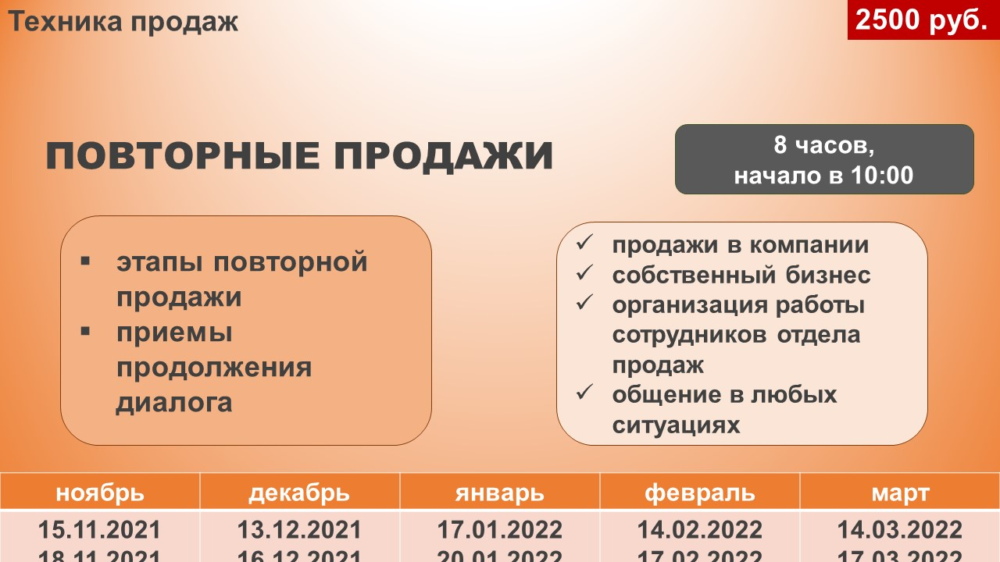 Техника продаж
2500 руб.
ПОВТОРНЫЕ ПРОДАЖИ
8 часов,
начало в 10:00
этапы повторной
продажи
приемы
продолжения
диалога
продажи в компании
собственный бизнес
организация работы
сотрудников отдела
продаж
общение в любых
ситуациях
ноябрь декабрь январь февраль март
15.11.2021 13.12.2021 17.01.2022 14.02.2022 14.03.2022
18.11.2021 16.12.2021 20.01.2022 17.02.2022 17.03.2022